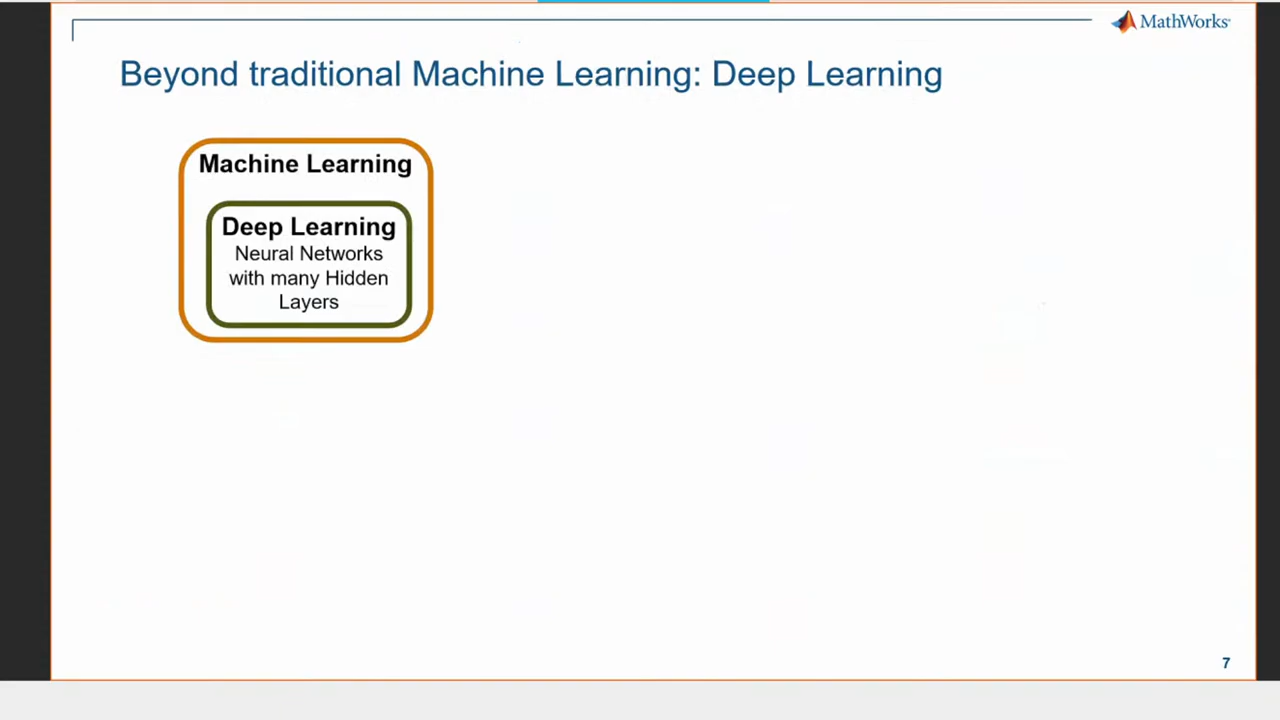 MathWorks
Beyond traditional Machine Learning: Deep Learning
Machine Learning
Deep Learning
Neural Networks
with many Hidden
Layers
7